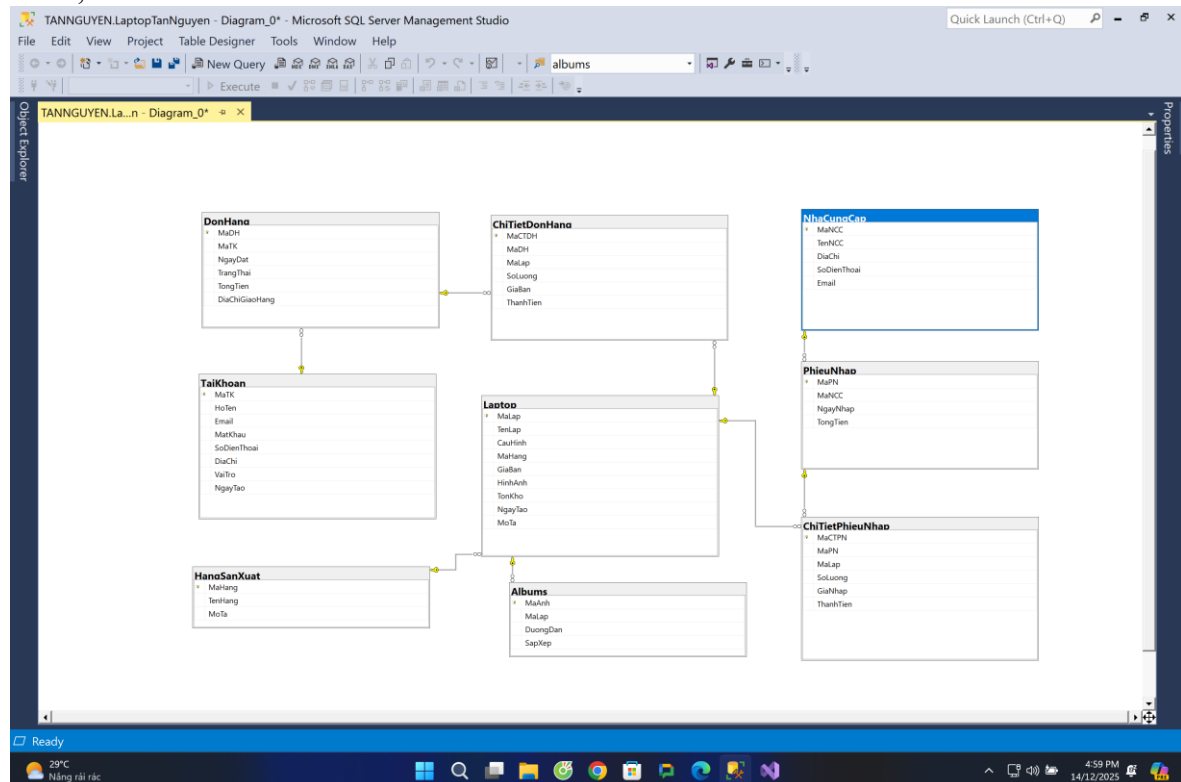 TANNGUYEN.LaptopTanNguyen - Diagram_0* - Microsoft SQL Server Management Studio
Quick Launch (Ctrl+Q)
File Edit View Project Table Designer Tools Window Help
New Query
albums
Execute
Object Explorer
TANNGUYEN.La...n - Diagram_0*
Properties
DonHang
MaDH
MaTK
NgayDat
TrangThai
TongTien
DiaChiGiaoHang
ChiTietDonHang
MaCTDH
MaDH
MaLap
SoLuong
GiaBan
ThanhTien
NhaCungCap
MaNCC
TenNCC
DiaChi
SoDienThoai
Email
TaiKhoan
MaTK
HoTen
Email
MatKhau
SoDienThoai
DiaChi
VaiTro
NgayTao
Laptop
MaLap
TenLap
CauHinh
MaHang
GiaBan
HinhAnh
TonKho
NgayTao
MoTa
PhieuNhap
MaPN
MaNCC
NgayNhap
TongTien
ChiTietPhieuNhap
MaCTPN
MaPN
MaLap
SoLuong
GiaNhap
ThanhTien
HangSanXuat
MaHang
TenHang
MoTa
Albums
MaAnh
MaLap
DuongDan
SapXep
Ready
29°C
Nắng rải rác
4:59 PM
14/12/2025